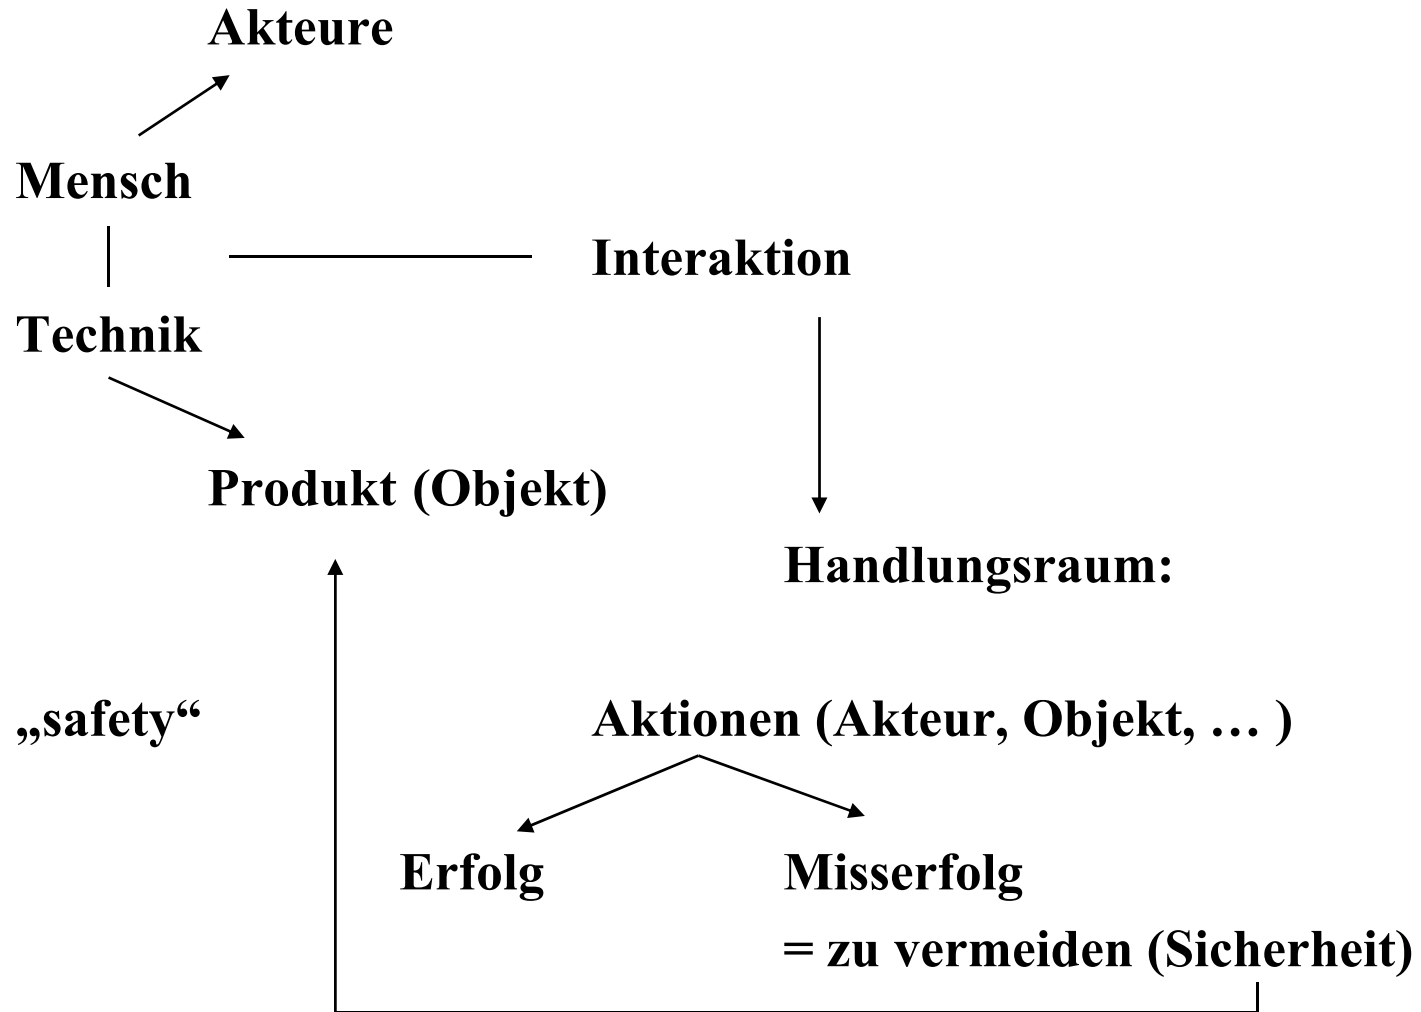 Akteure
Mensch
Interaktion
Technik
Produkt (Objekt)
Handlungsraum:
„safety“
Aktionen (Akteur, Objekt, … )
Erfolg
Misserfolg
= zu vermeiden (Sicherheit)